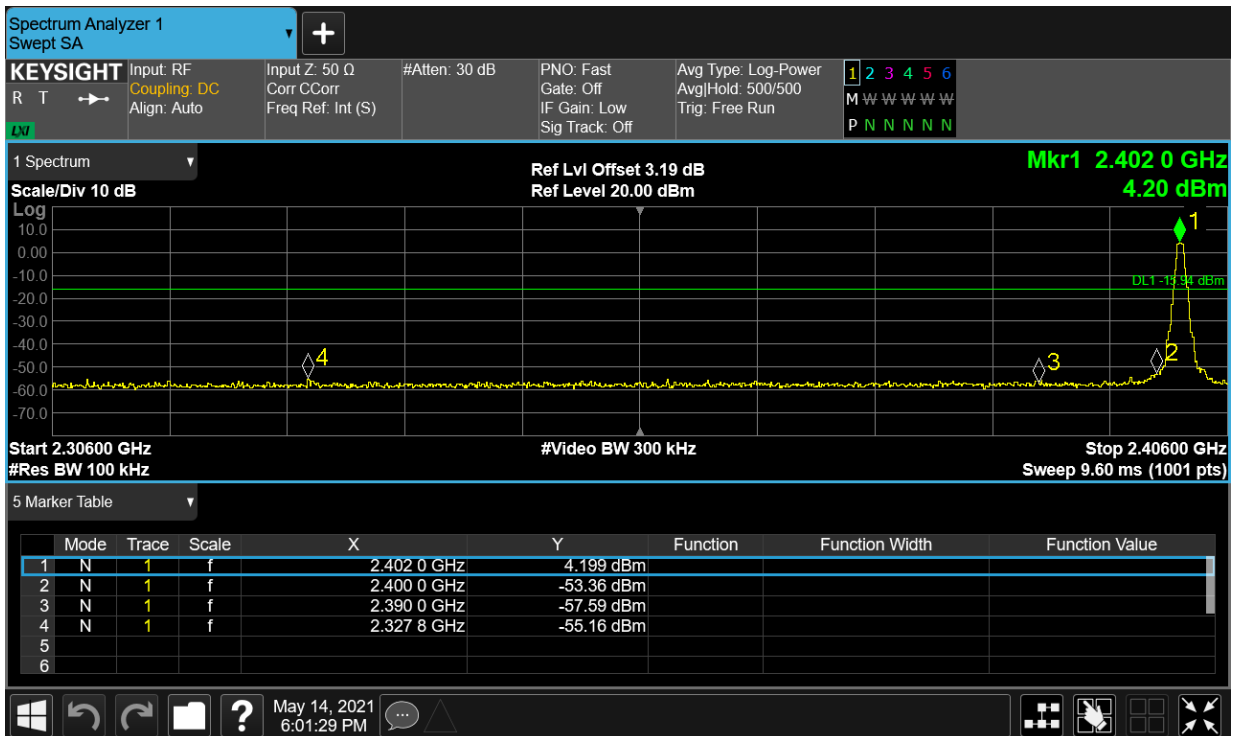 Spectrum Analyzer 1
Swept SA
+
KEYSIGHT Input: RF Input Z: 50 Ω #Atten: 30 dB PNO: Fast Avg Type: Log-Power 1 2 3 4 5 6
R T Coupling: DC Corr CCorr Gate: Off Avg|Hold: 500/500 M W W W W W
Align: Auto Freq Ref: Int (S) IF Gain: Low Trig: Free Run
LXI Sig Track: Off P N N N N N
1 Spectrum Ref Lvl Offset 3.19 dB Mkr1 2.402 0 GHz
Scale/Div 10 dB Ref Level 20.00 dBm 4.20 dBm
Log
1
10.0
0.00
-10.0
DL1 -15.94 dBm
-20.0
-30.0
-40.0
4 3 2
-50.0
-60.0
-70.0
Start 2.30600 GHz #Video BW 300 kHz Stop 2.40600 GHz
#Res BW 100 kHz Sweep 9.60 ms (1001 pts)
5 Marker Table
Mode Trace Scale X Y Function Function Width Function Value
1 N 1 f 2.402 0 GHz 4.199 dBm
2 N 1 f 2.400 0 GHz -53.36 dBm
3 N 1 f 2.390 0 GHz -57.59 dBm
4 N 1 f 2.327 8 GHz -55.16 dBm
5
6
? May 14, 2021
6:01:29 PM